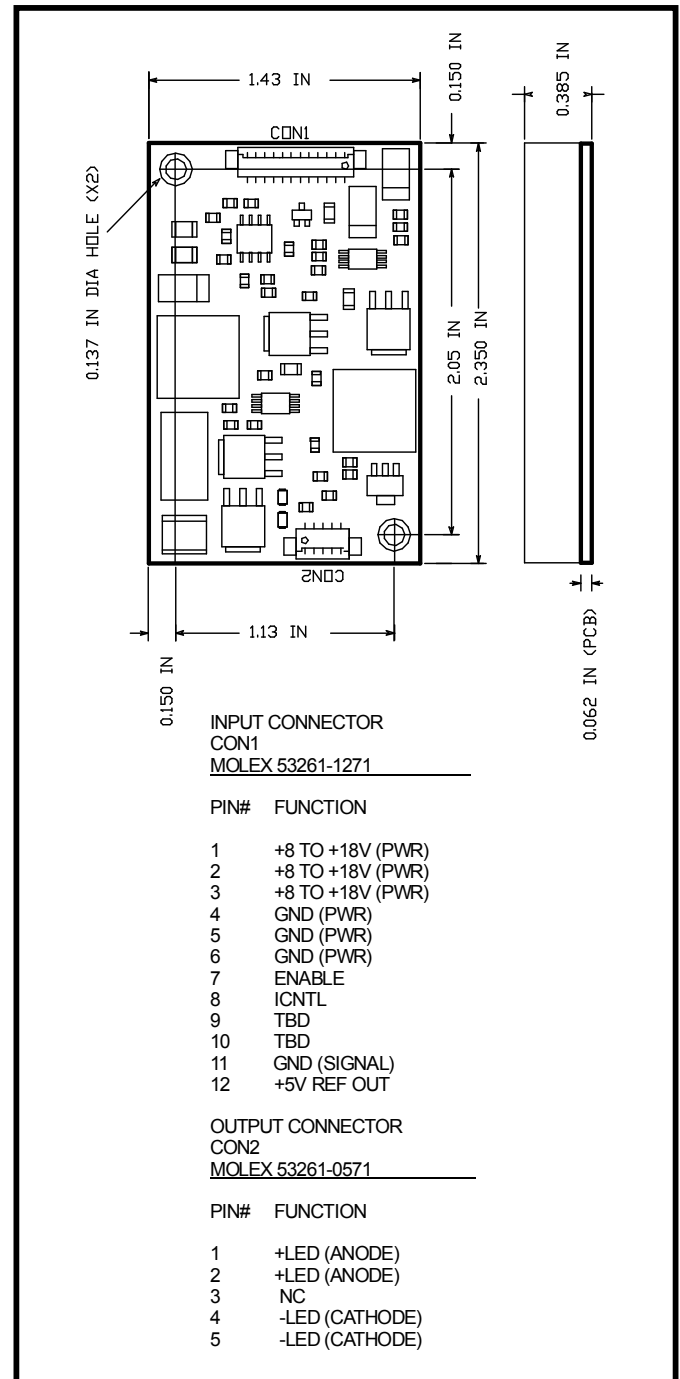 1.43 IN
0.150 IN
0.385 IN
CON1
0.137 IN DIA HOLE (X2)
2.05 IN
2.350 IN
CON2
1.13 IN
0.150 IN
0.062 IN (PCB)
INPUT CONNECTOR
CON1
MOLEX 53261-1271
PIN# FUNCTION
1 +8 TO +18V (PWR)
2 +8 TO +18V (PWR)
3 +8 TO +18V (PWR)
4 GND (PWR)
5 GND (PWR)
6 GND (PWR)
7 ENABLE
8 ICNTL
9 TBD
10 TBD
11 GND (SIGNAL)
12 +5V REF OUT
OUTPUT CONNECTOR
CON2
MOLEX 53261-0571
PIN# FUNCTION
1 +LED (ANODE)
2 +LED (ANODE)
3 NC
4 -LED (CATHODE)
5 -LED (CATHODE)